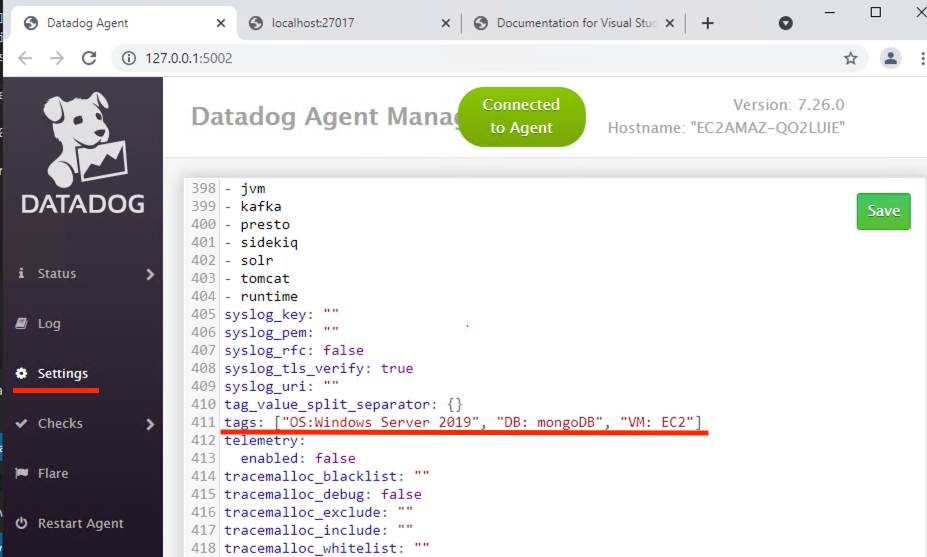 Datadog Agent
localhost:27017
Documentation for Visual Stu
127.0.0.1:5002
DATADOG
Datadog Agent Manag
Connected
to Agent
Version: 7.26.0
Hostname: "EC2AMAZ-QO2LUIE"
Save
Status
Log
Settings
Checks
Flare
Restart Agent
398 - jvm
399 - kafka
400 - presto
401 - sidekiq
402 - solr
403 - tomcat
404 - runtime
405 syslog_key: ""
406 syslog_pem: ""
407 syslog_rfc: false
408 syslog_tls_verify: true
409 syslog_uri: ""
410 tag_value_split_separator: {}
411 tags: ["OS:Windows Server 2019", "DB: mongoDB", "VM: EC2"]
412 telemetry:
413 enabled: false
414 tracemalloc_blacklist: ""
415 tracemalloc_debug: false
416 tracemalloc_exclude: ""
417 tracemalloc_include: ""
418 tracemalloc_whitelist: ""